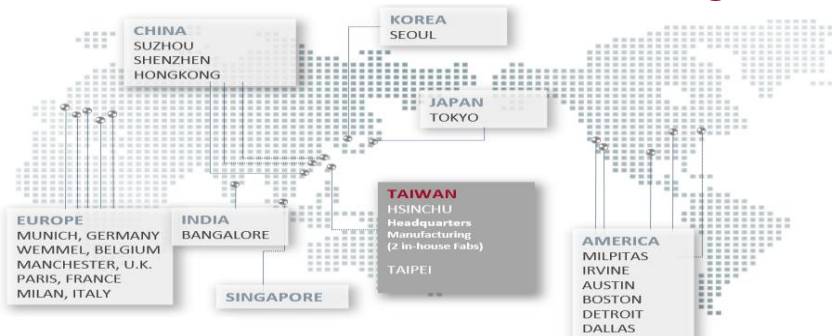 CHINA
SUZHOU
SHENZHEN
HONGKONG
KOREA
SEOUL
JAPAN
TOKYO
EUROPE
MUNICH, GERMANY
WEMMEL, BELGIUM
MANCHESTER, U.K.
PARIS, FRANCE
MILAN, ITALY
INDIA
BANGALORE
SINGAPORE
TAIWAN
HSINCHU
Headquarters
Manufacturing
(2 in-house Fabs)
TAIPEI
AMERICA
MILPITAS
IRVINE
AUSTIN
BOSTON
DETROIT
DALLAS